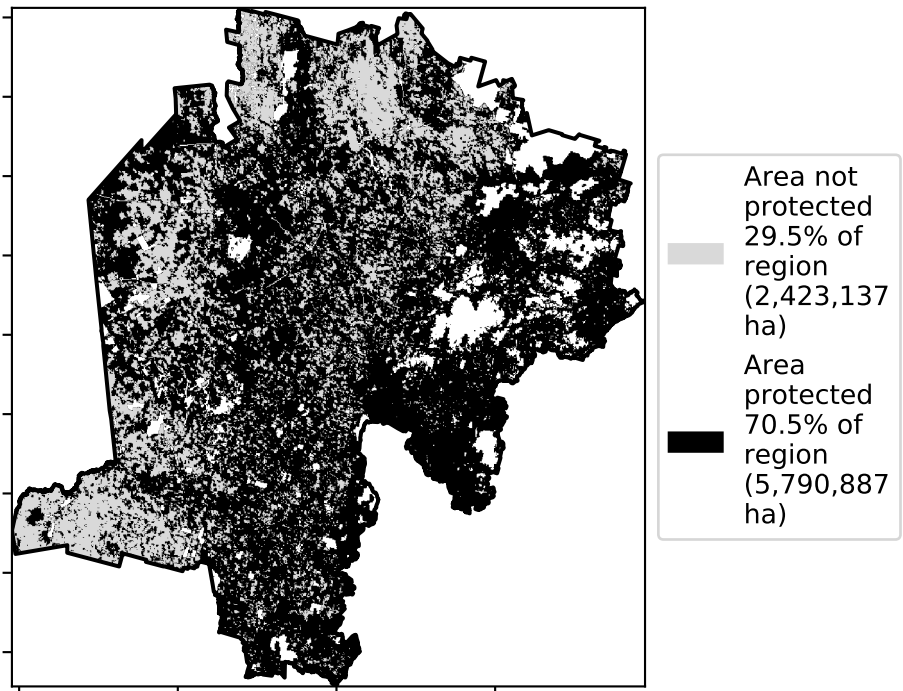 Area not
protected
29.5% of
region
(2,423,137
ha)
Area
protected
70.5% of
region
(5,790,887
ha)